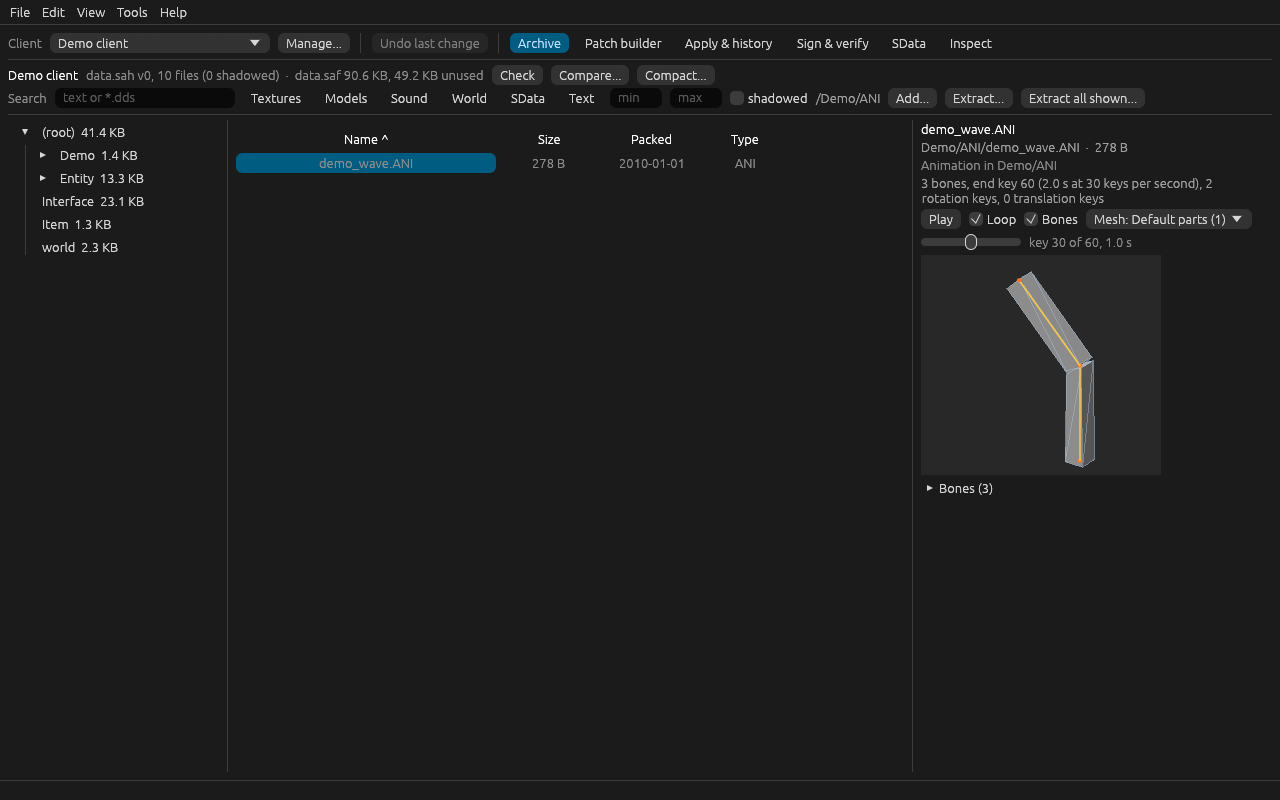 File Edit View Tools Help
Client Demo client Manage... Undo last change Archive Patch builder Apply & history Sign & verify SData Inspect
Demo client data.sah v0, 10 files (0 shadowed) · data.saf 90.6 KB, 49.2 KB unused Check Compare... Compact...
Search text or *.dds Textures Models Sound World SData Text min max shadowed /Demo/ANI Add... Extract... Extract all shown...
(root) 41.4 KB
Demo 1.4 KB
Entity 13.3 KB
Interface 23.1 KB
Item 1.3 KB
world 2.3 KB
Name ^ Size Packed Type
demo_wave.ANI 278 B 2010-01-01 ANI
demo_wave.ANI
Demo/ANI/demo_wave.ANI · 278 B
Animation in Demo/ANI
3 bones, end key 60 (2.0 s at 30 keys per second), 2
rotation keys, 0 translation keys
Play Loop Bones Mesh: Default parts (1)
key 30 of 60, 1.0 s
Bones (3)